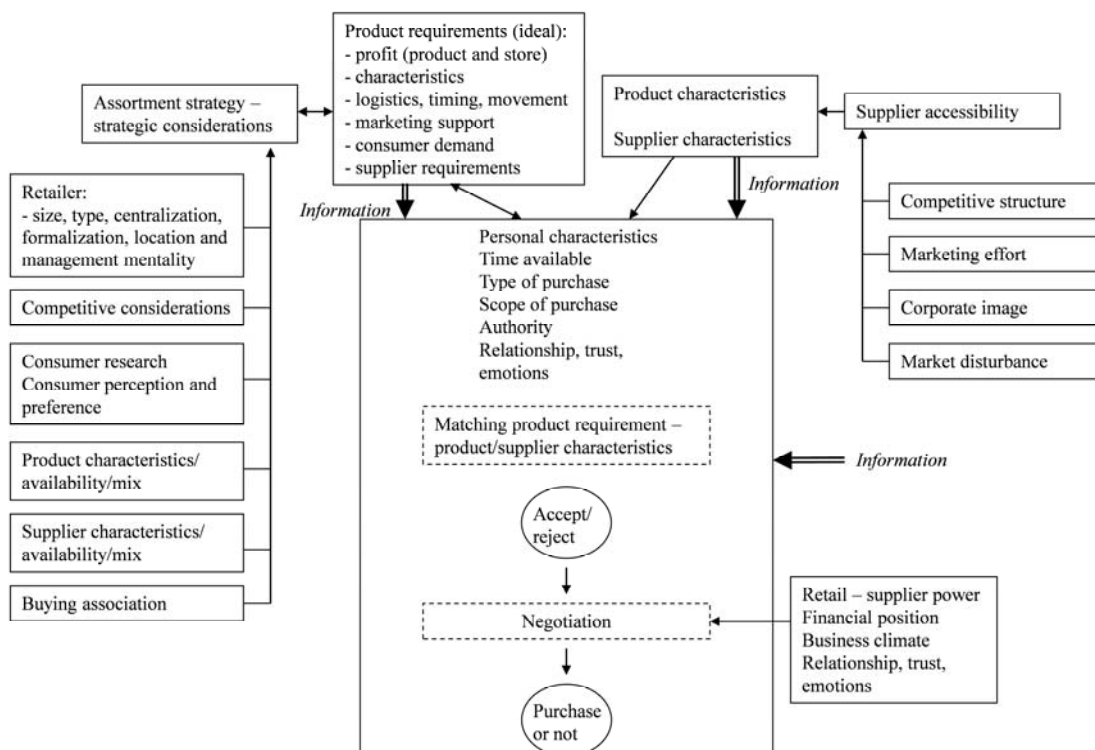 Product requirements (ideal):
- profit (product and store)
- characteristics
- logistics, timing, movement
- marketing support
- consumer demand
- supplier requirements
Assortment strategy –
strategic considerations
Product characteristics
Supplier characteristics
Supplier accessibility
Information
Information
Retailer:
- size, type, centralization,
formalization, location and
management mentality
Competitive considerations
Consumer research
Consumer perception and
preference
Product characteristics/
availability/mix
Supplier characteristics/
availability/mix
Buying association
Personal characteristics
Time available
Type of purchase
Scope of purchase
Authority
Relationship, trust,
emotions
Matching product requirement –
product/supplier characteristics
Accept/
reject
Negotiation
Purchase
or not
Competitive structure
Marketing effort
Corporate image
Market disturbance
Information
Retail – supplier power
Financial position
Business climate
Relationship, trust,
emotions